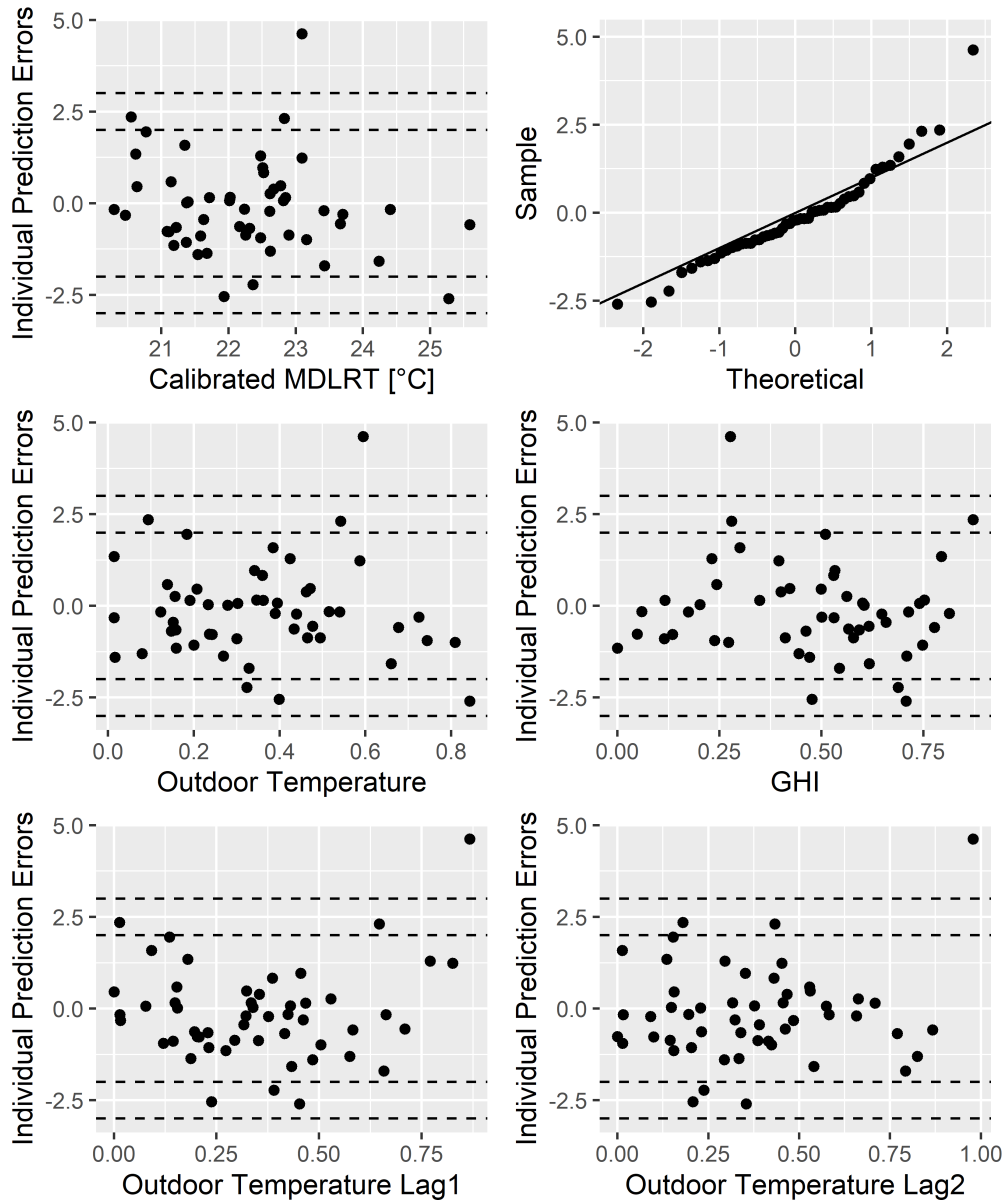 Individual Prediction Errors
5.0
2.5
0.0
-2.5
21 22 23 24 25
Calibrated MDLRT [°C]
Sample
5.0
2.5
0.0
-2.5
-2 -1 0 1 2
Theoretical
Individual Prediction Errors
5.0
2.5
0.0
-2.5
0.0 0.2 0.4 0.6 0.8
Outdoor Temperature
Individual Prediction Errors
5.0
2.5
0.0
-2.5
0.00 0.25 0.50 0.75
GHI
Individual Prediction Errors
5.0
2.5
0.0
-2.5
0.00 0.25 0.50 0.75
Outdoor Temperature Lag1
Individual Prediction Errors
5.0
2.5
0.0
-2.5
0.00 0.25 0.50 0.75 1.00
Outdoor Temperature Lag2